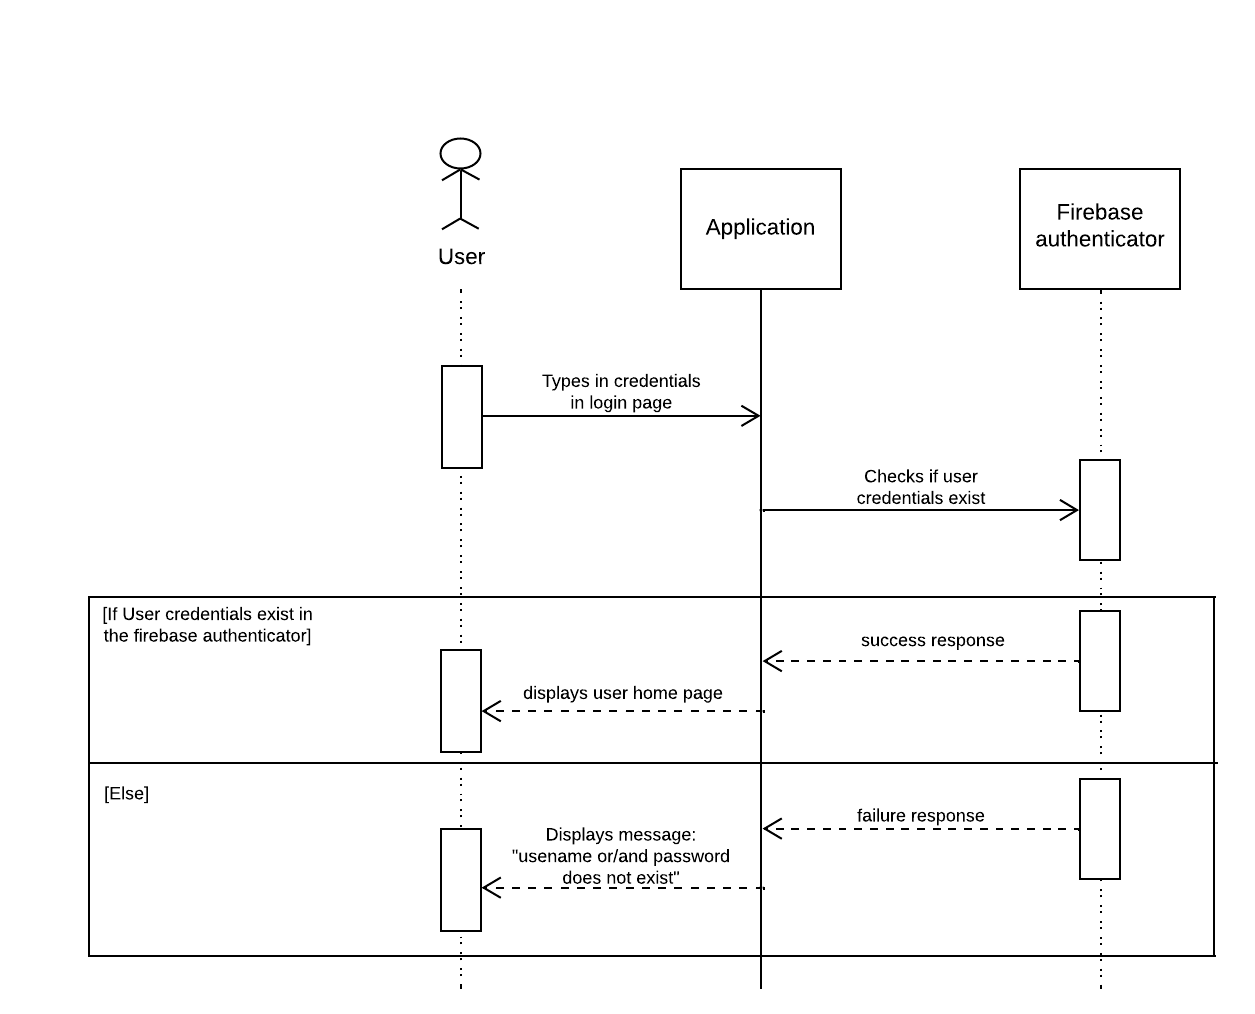 User
Application
Firebase
authenticator
Types in credentials
in login page
Checks if user
credentials exist
[If User credentials exist in
the firebase authenticator]
success response
displays user home page
[Else]
failure response
Displays message:
"usename or/and password
does not exist"